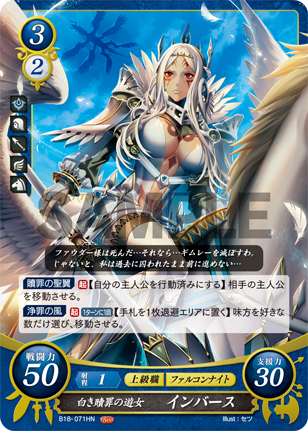 3
2
SAMPLE
ファウダー様は死んだ…それなら…ギムレーを滅ぼすわ。
じゃないと、私は過去に囚われたまま前に進めない…
贖罪の聖翼 起 【自分の主人公を行動済みにする】相手の主人公
を移動させる。
浄罪の風 起 1ターンに1回 【手札を1枚退避エリアに置く】味方を好きな
数だけ選び、移動させる。
戦闘力 50
射程 1
上級職
ファルコンナイト
支援力 30
白き贖罪の遊女 インバース
B18-071HN
Illust:セツ